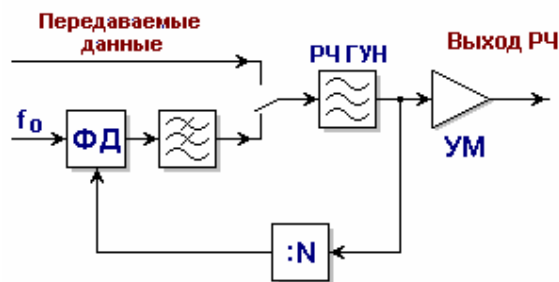 Передаваемые
данные
РЧ ГУН
Выход РЧ
f0
ФД
УМ
:N